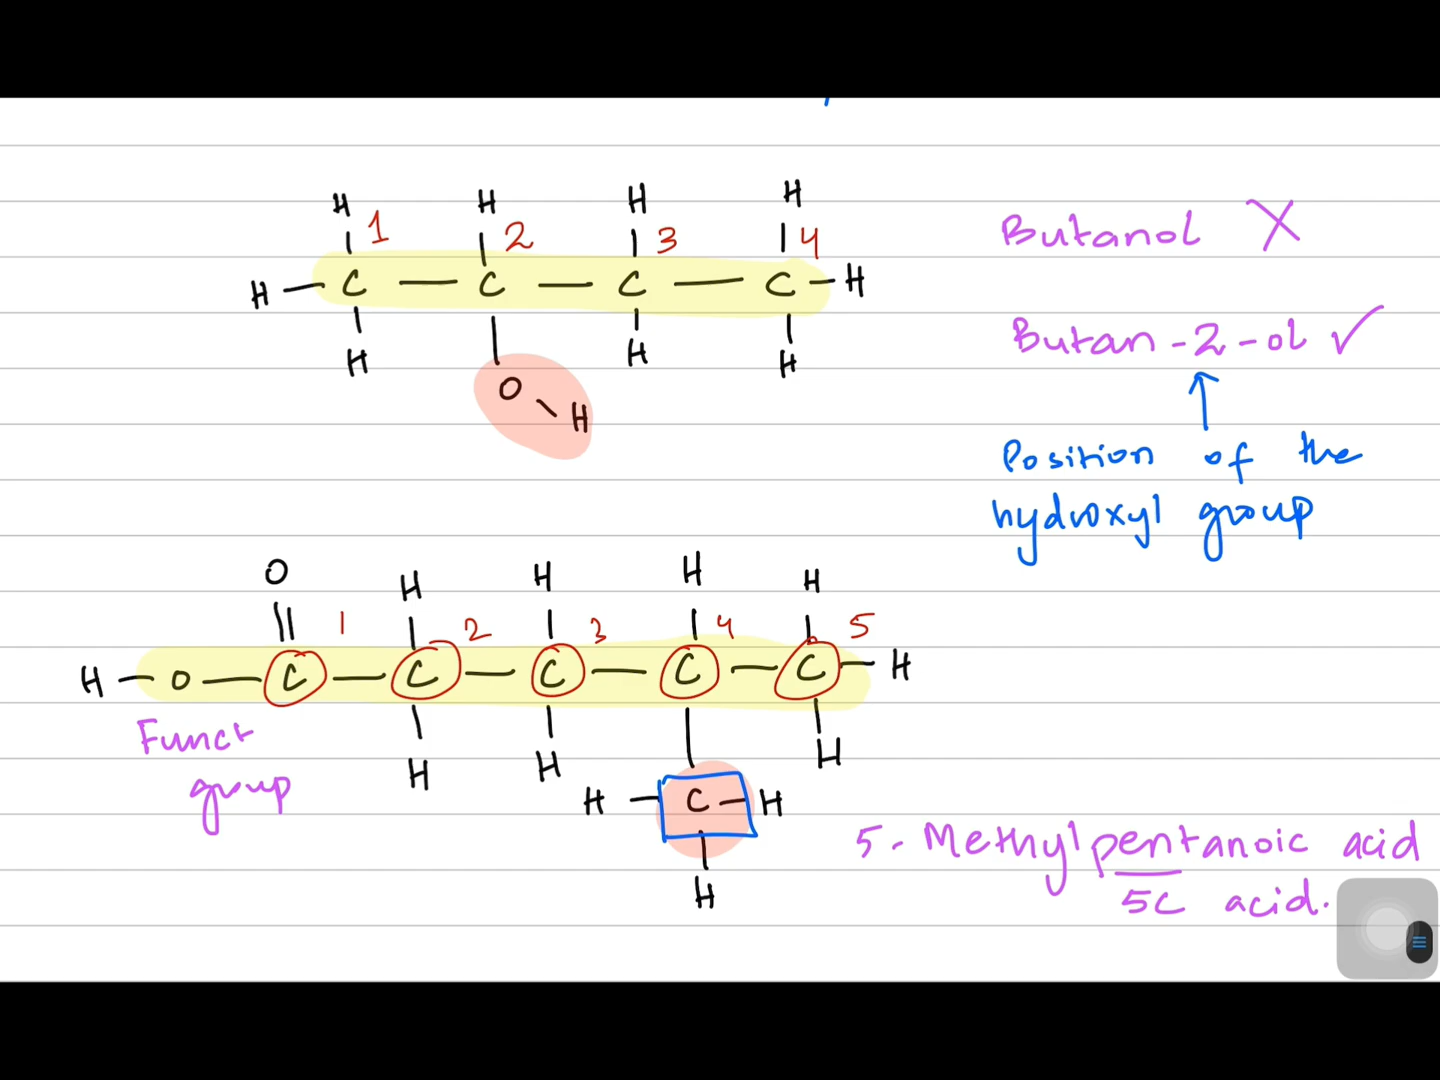 H H H H
1 2 3 4
H C C C C H
H H H
O
H
Butanol X
Butan-2-ol ✓
Position of the
hydroxyl group
O H H H H
1 2 3 4 5
H O C C C C C H
Funct
group
H H H
H C H
H
5-Methylpentanoic acid
5C acid.